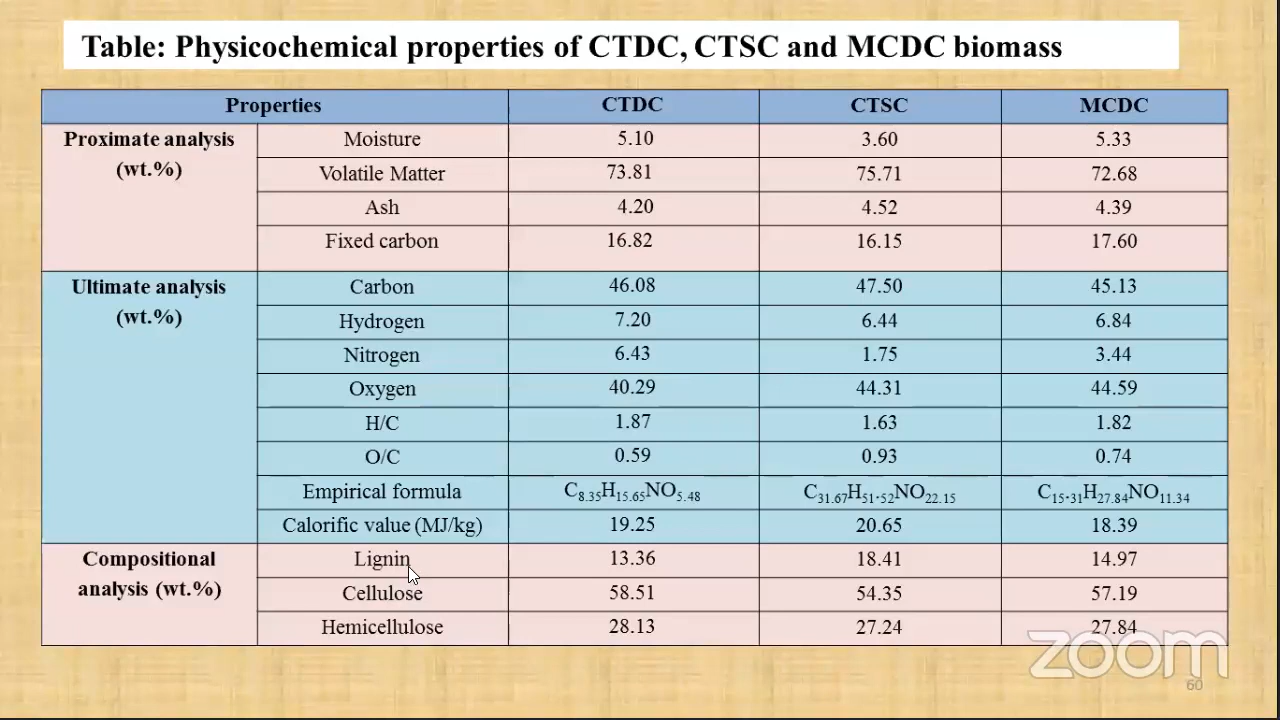 Table: Physicochemical properties of CTDC, CTSC and MCDC biomass
Properties CTDC CTSC MCDC
Proximate analysis (wt.%) Moisture 5.10 3.60 5.33
Volatile Matter 73.81 75.71 72.68
Ash 4.20 4.52 4.39
Fixed carbon 16.82 16.15 17.60
Ultimate analysis (wt.%) Carbon 46.08 47.50 45.13
Hydrogen 7.20 6.44 6.84
Nitrogen 6.43 1.75 3.44
Oxygen 40.29 44.31 44.59
H/C 1.87 1.63 1.82
O/C 0.59 0.93 0.74
Empirical formula C8.35H15.65NO5.48 C31.67H51.52NO22.15 C15.31H27.84NO11.34
Calorific value (MJ/kg) 19.25 20.65 18.39
Compositional analysis (wt.%) Lignin 13.36 18.41 14.97
Cellulose 58.51 54.35 57.19
Hemicellulose 28.13 27.24 27.84
zoom
60